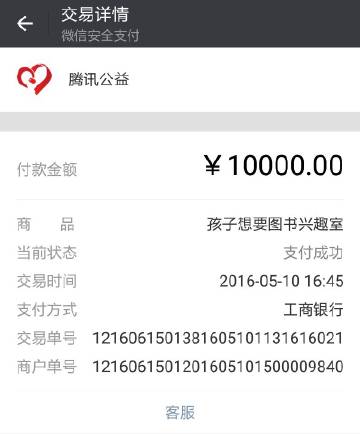 交易详情
微信安全支付
腾讯公益
付款金额 ￥10000.00
商 品 孩子想要图书兴趣室
当前状态 支付成功
交易时间 2016-05-10 16:45
支付方式 工商银行
交易单号 1216061501381605101131616021
商户单号 1216061501201605101500009840
客服